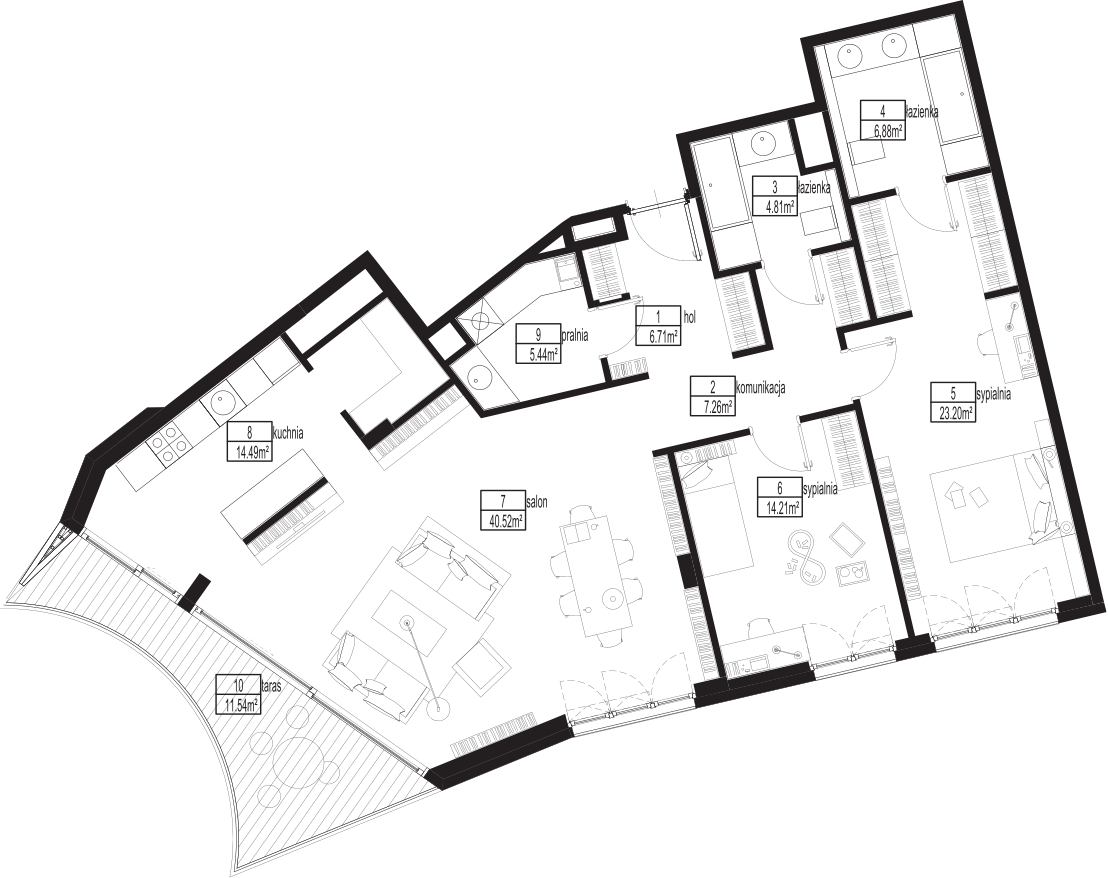 4 łazienka
6.88m²
3 łazienka
4.81m²
1 hol
6.71m²
9 pralnia
5.44m²
2 komunikacja
7.26m²
5 sypialnia
23.20m²
8 kuchnia
14.49m²
6 sypialnia
14.21m²
7 salon
40.52m²
10 taras
11.54m²